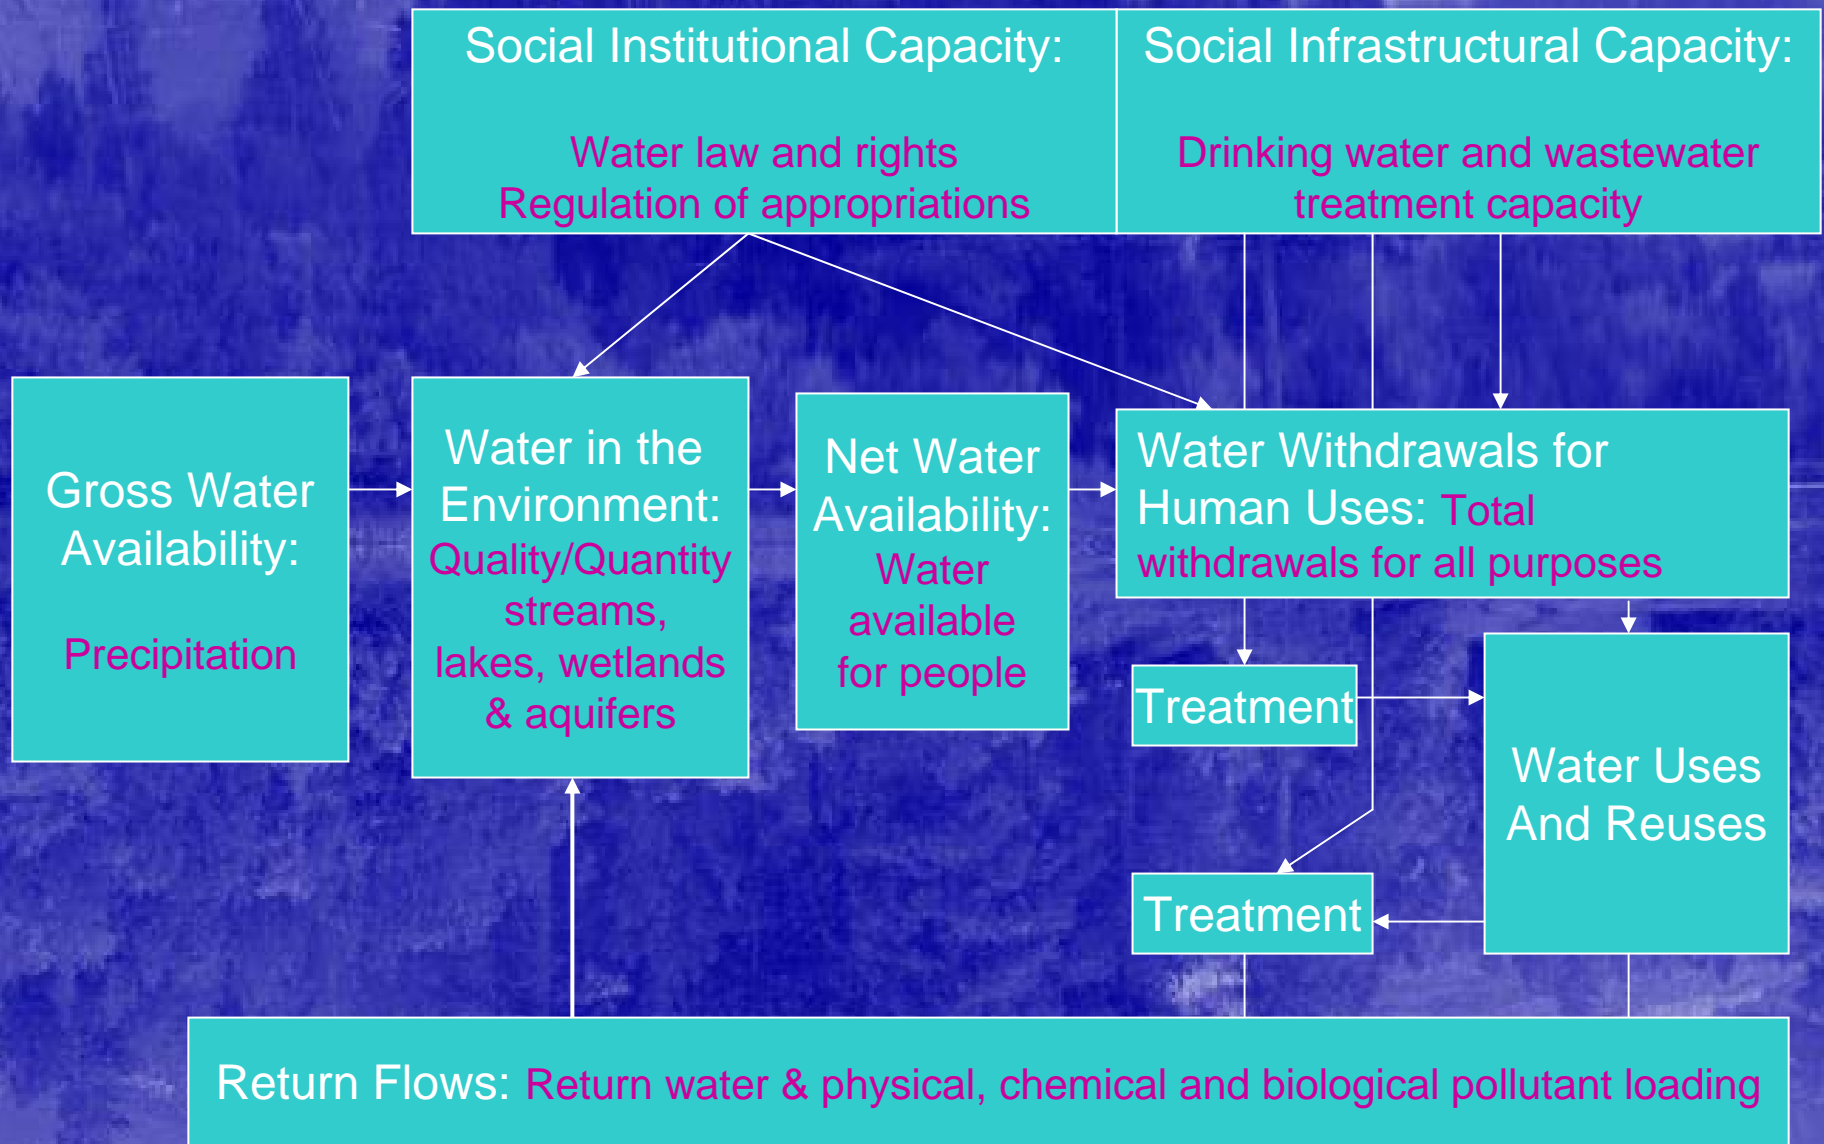 Social Institutional Capacity:
Water law and rights
Regulation of appropriations
Social Infrastructural Capacity:
Drinking water and wastewater
treatment capacity
Gross Water
Availability:
Precipitation
Water in the
Environment:
Quality/Quantity
streams,
lakes, wetlands
& aquifers
Net Water
Availability:
Water
available
for people
Water Withdrawals for
Human Uses: Total
withdrawals for all purposes
Treatment
Water Uses
And Reuses
Treatment
Return Flows: Return water & physical, chemical and biological pollutant loading